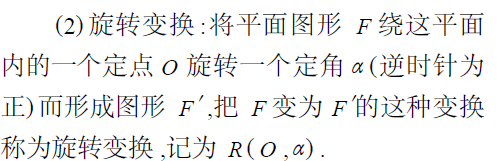 (2) 旋转变换:将平面图形 F 绕这平面
内的一个定点 O 旋转一个定角 α(逆时针为
正)而形成图形 F′,把 F 变为 F′的这种变换
称为旋转变换,记为 R(O,α).